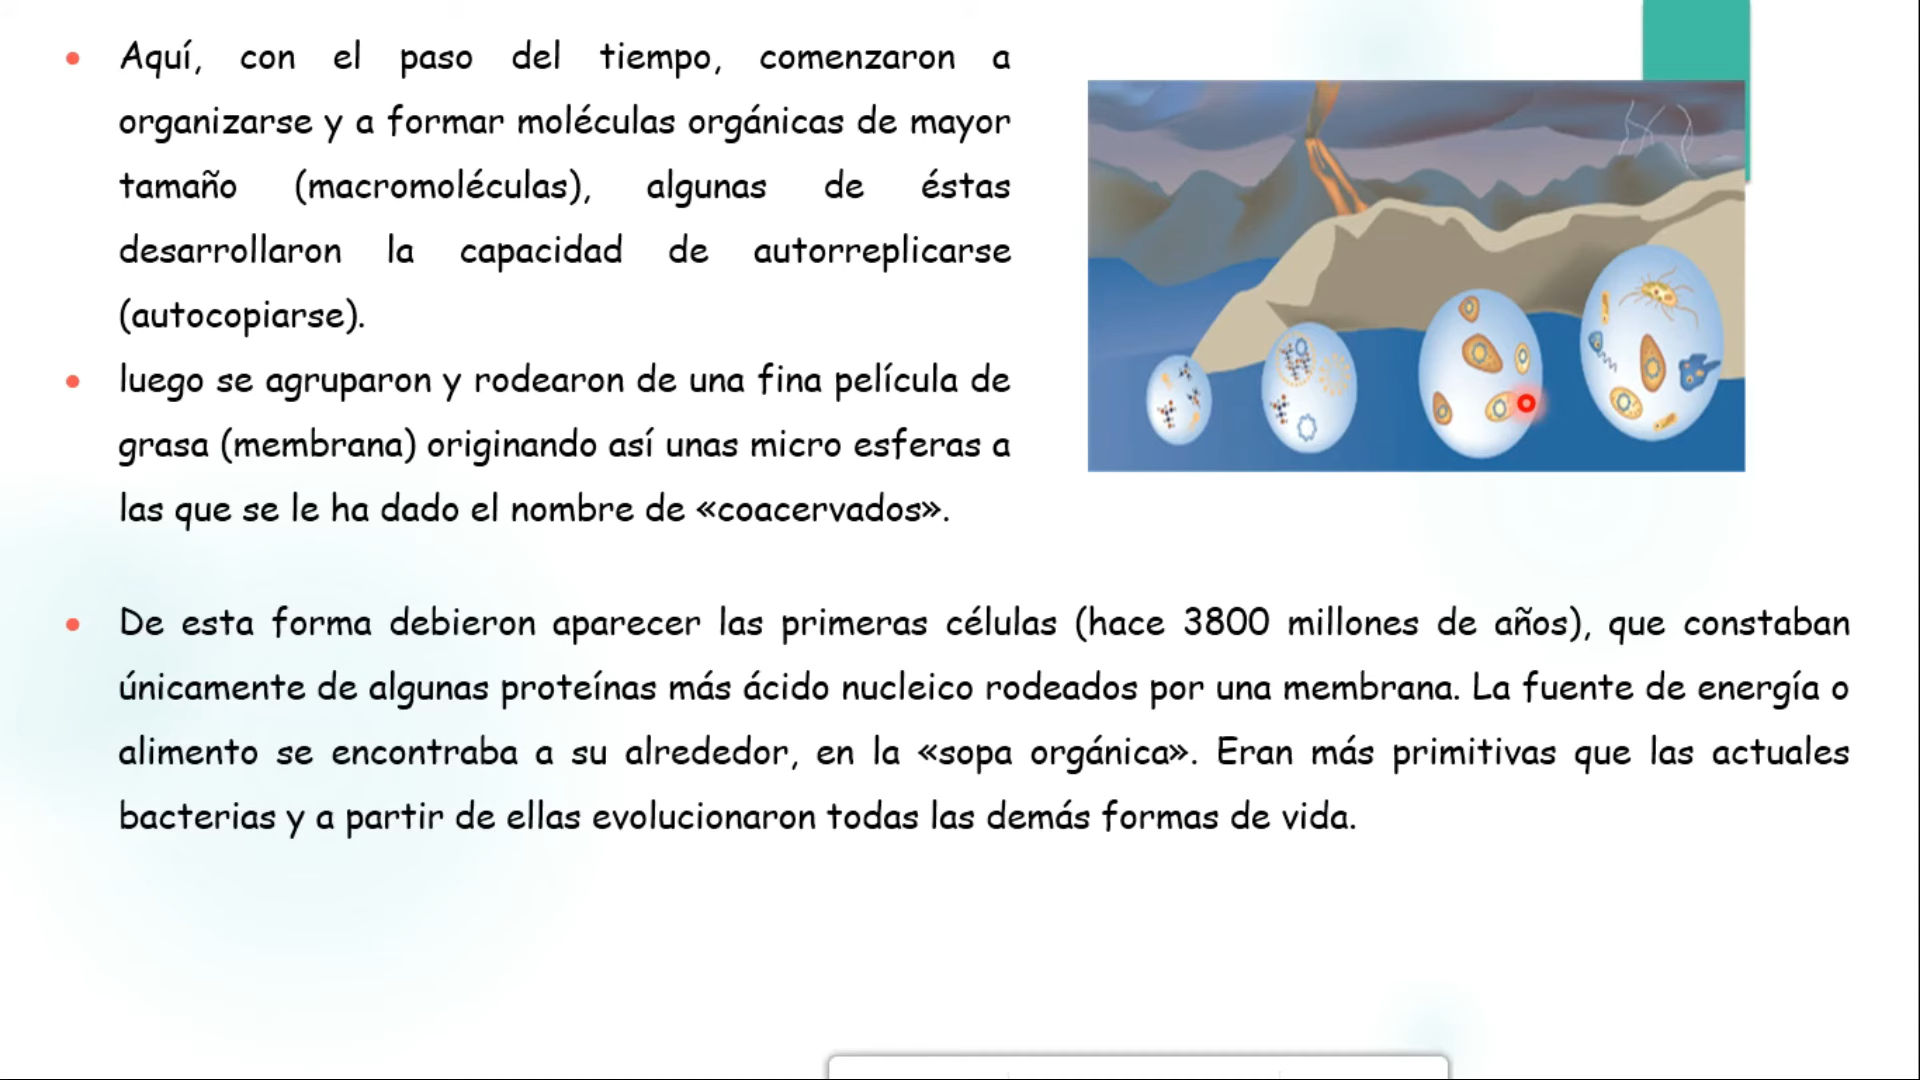 Aquí, con el paso del tiempo, comenzaron a
organizarse y a formar moléculas orgánicas de mayor
tamaño (macromoléculas), algunas de éstas
desarrollaron la capacidad de autorreplicarse
(autocopiarse).
luego se agruparon y rodearon de una fina película de
grasa (membrana) originando así unas micro esferas a
las que se le ha dado el nombre de «coacervados».
De esta forma debieron aparecer las primeras células (hace 3800 millones de años), que constaban
únicamente de algunas proteínas más ácido nucleico rodeados por una membrana. La fuente de energía o
alimento se encontraba a su alrededor, en la «sopa orgánica». Eran más primitivas que las actuales
bacterias y a partir de ellas evolucionaron todas las demás formas de vida.